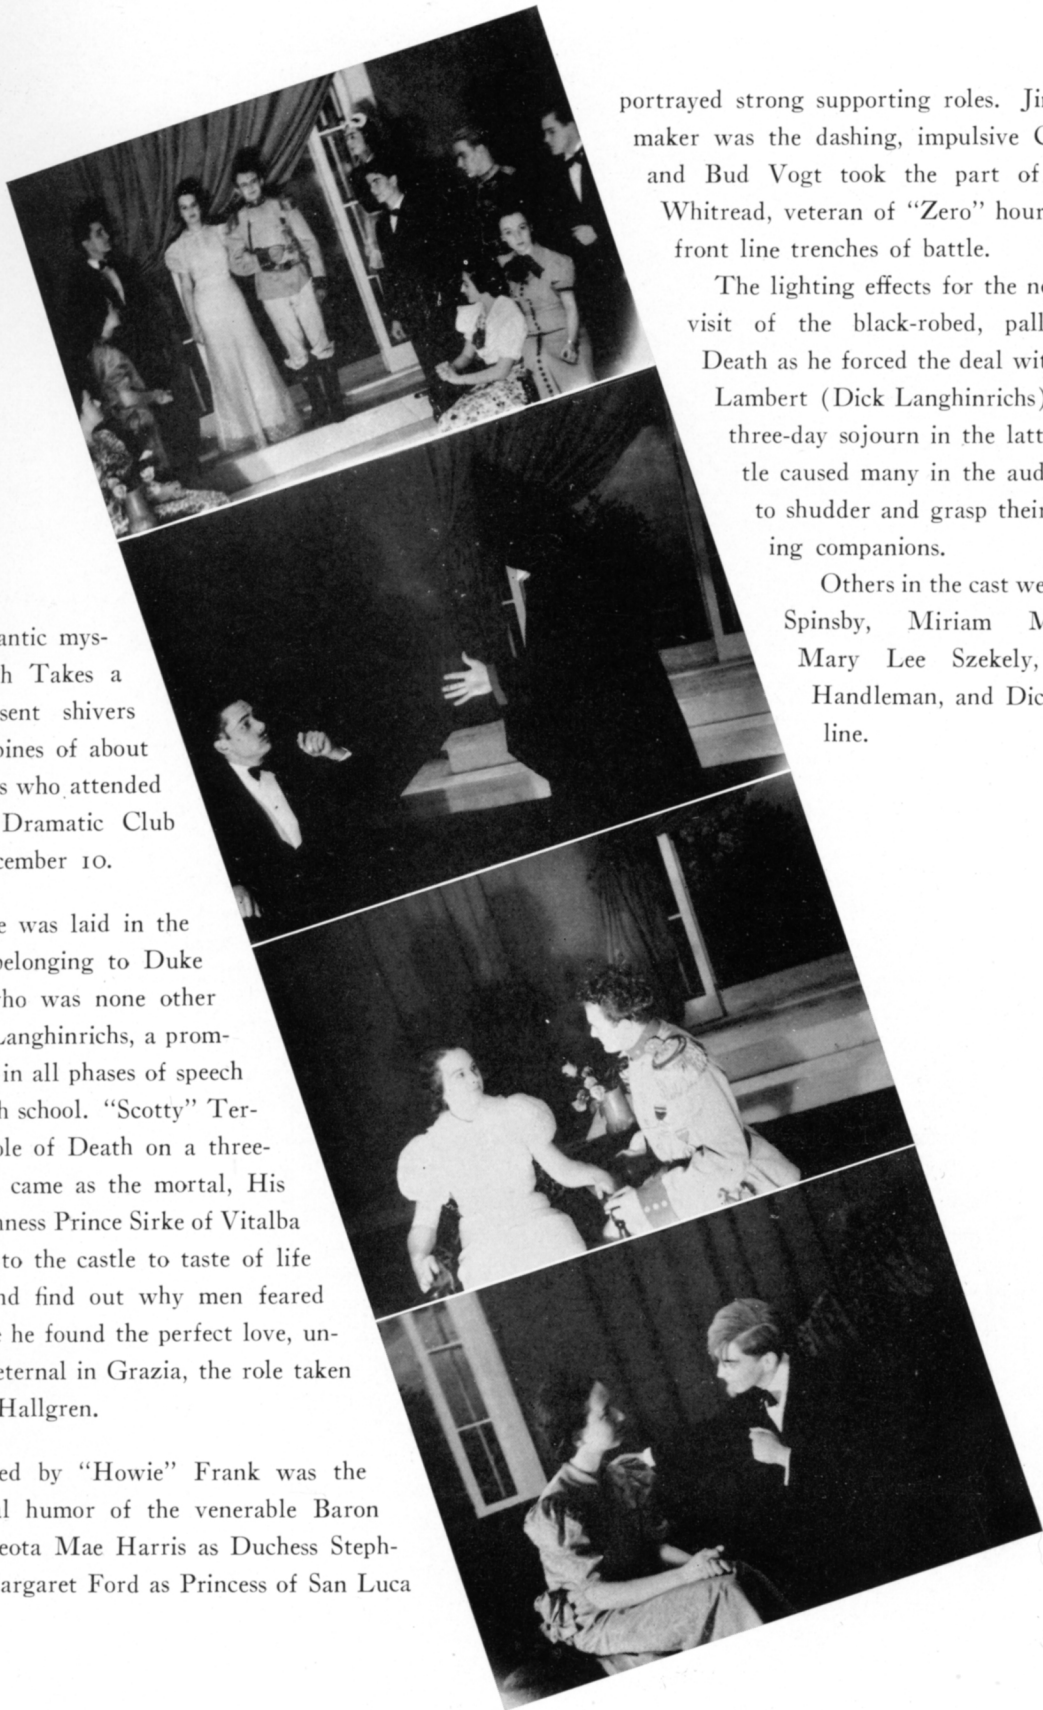 antic mys-
h Takes a
sent shivers
pines of about
s who attended
Dramatic Club
cember 10.
e was laid in the
belonging to Duke
who was none other
Langhinrichs, a prom-
in all phases of speech
h school. "Scotty" Ter-
ole of Death on a three-
came as the mortal, His
hness Prince Sirke of Vitalba
to the castle to taste of life
nd find out why men feared
e he found the perfect love, un-
eternal in Grazia, the role taken
Hallgren.
ed by "Howie" Frank was the
l humor of the venerable Baron
eota Mae Harris as Duchess Steph-
argaret Ford as Princess of San Luca
portrayed strong supporting roles. Ji
maker was the dashing, impulsive C
and Bud Vogt took the part of
Whitread, veteran of "Zero" hour
front line trenches of battle.
The lighting effects for the n
visit of the black-robed, pall
Death as he forced the deal wit
Lambert (Dick Langhinrichs)
three-day sojourn in the latt
tle caused many in the aud
to shudder and grasp their
ing companions.
Others in the cast we
Spinsby, Miriam M
Mary Lee Szekely,
Handleman, and Dic
line.